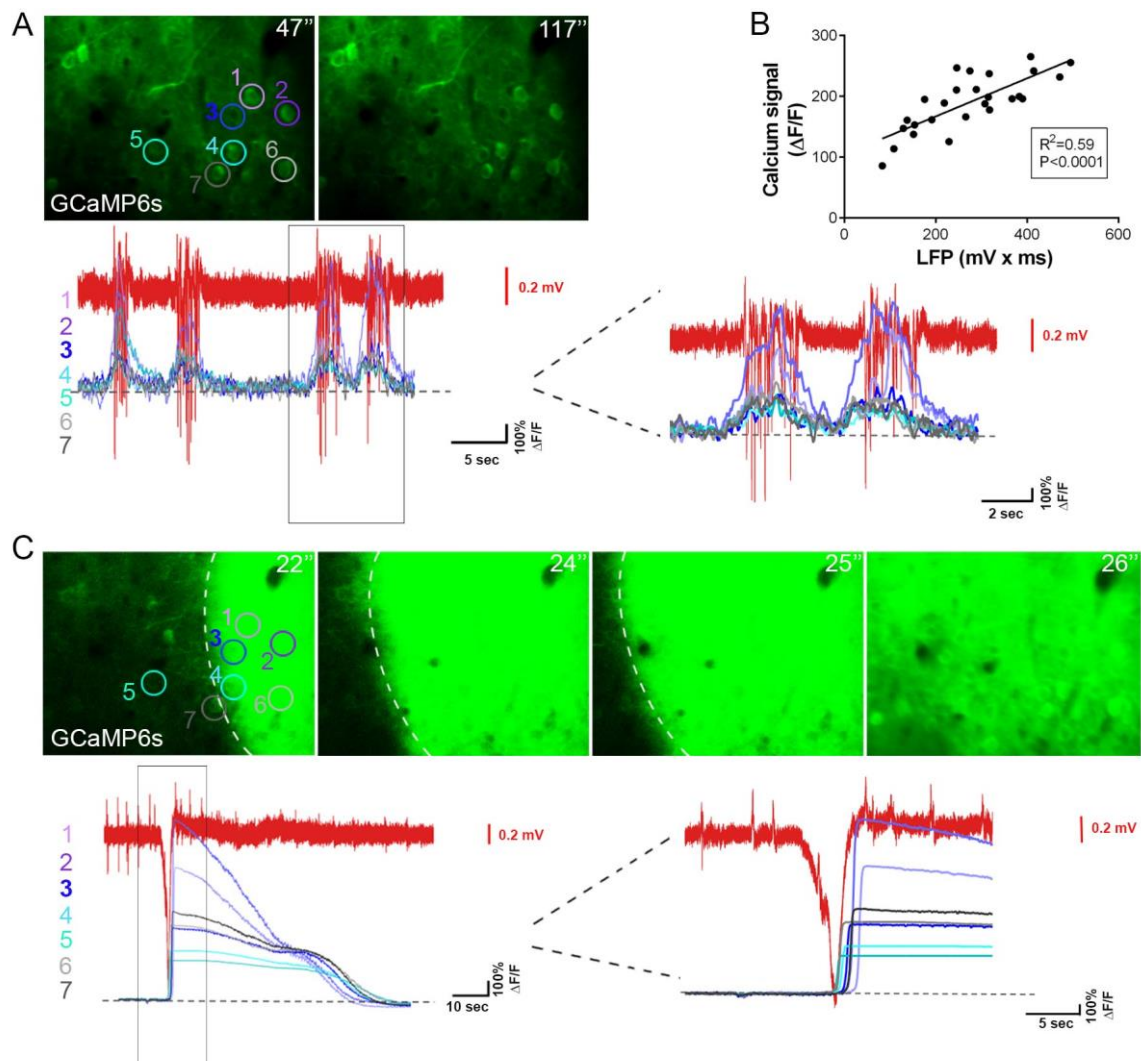 A
47”
1
2
3
4
5
6
7
GCaMP6s
117”
B
Calcium signal
(ΔF/F)
300
200
100
0
200
400
600
LFP (mV x ms)
R²=0.59
P<0.0001
1
2
3
4
5
6
7
0.2 mV
5 sec
100%
ΔF/F
0.2 mV
2 sec
100%
ΔF/F
C
22”
1
2
3
4
5
6
7
GCaMP6s
24”
25”
26”
1
2
3
4
5
6
7
0.2 mV
10 sec
100%
ΔF/F
0.2 mV
5 sec
100%
ΔF/F